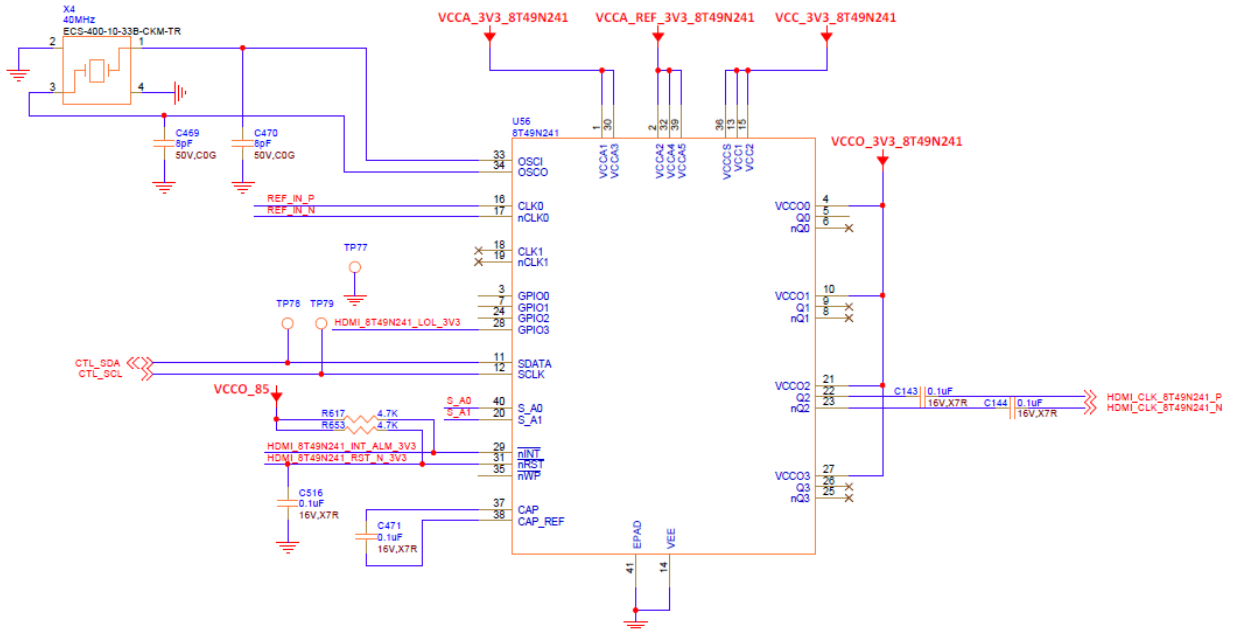 X4
40MHz
ECS-400-10-33B-CKM-TR
2
1
3
4
C469
8pF
50V,C0G
C470
8pF
50V,C0G
VCCA_3V3_8T49N241
VCCA_REF_3V3_8T49N241
VCC_3V3_8T49N241
VCCO_3V3_8T49N241
U56
8T49N241
1
30
2
32
39
36
13
15
VCCA1
VCCA3
VCCA2
VCCA4
VCCA5
VCCCS
VCC1
VCC2
33 OSCI
34 OSCO
REF_IN_P 16 CLK0
REF_IN_N 17 nCLK0
18 CLK1
19 nCLK1
TP77
3 GPIO0
7 GPIO1
24 GPIO2
HDMI_8T49N241_LOL_3V3 28 GPIO3
TP78
TP79
CTL_SDA 11 SDATA
CTL_SCL 12 SCLK
VCCO_85
S_A0 40 S_A0
S_A1 20 S_A1
R617 4.7K
R653 4.7K
HDMI_8T49N241_INT_ALM_3V3 29 nINT
HDMI_8T49N241_RST_N_3V3 31 nRST
35 nWP
C516
0.1uF
16V,X7R
37 CAP
38 CAP_REF
C471
0.1uF
16V,X7R
VCCO0 4
Q0 5
nQ0 6
VCCO1 10
Q1 9
nQ1 8
VCCO2 21
Q2 22
nQ2 23
C143 0.1uF
16V,X7R
C144 0.1uF
16V,X7R
HDMI_CLK_8T49N241_P
HDMI_CLK_8T49N241_N
VCCO3 27
Q3 26
nQ3 25
EPAD
VEE
41
14